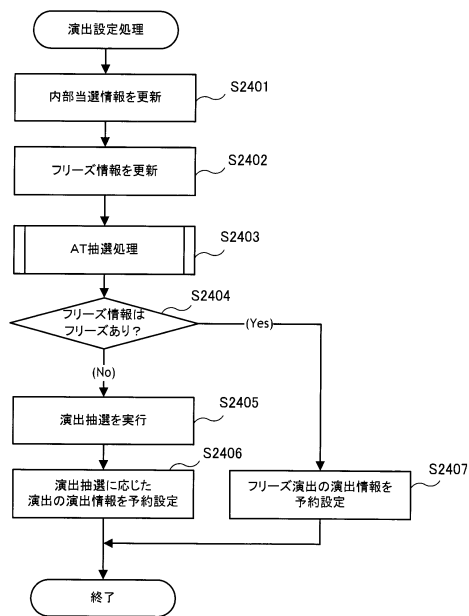 演出設定処理
内部当選情報を更新
S2401
フリーズ情報を更新
S2402
AT抽選処理
S2403
フリーズ情報は
フリーズあり？
S2404
(Yes)
(No)
演出抽選を実行
S2405
演出抽選に応じた
演出の演出情報を予約設定
S2406
フリーズ演出の演出情報を
予約設定
S2407
終了